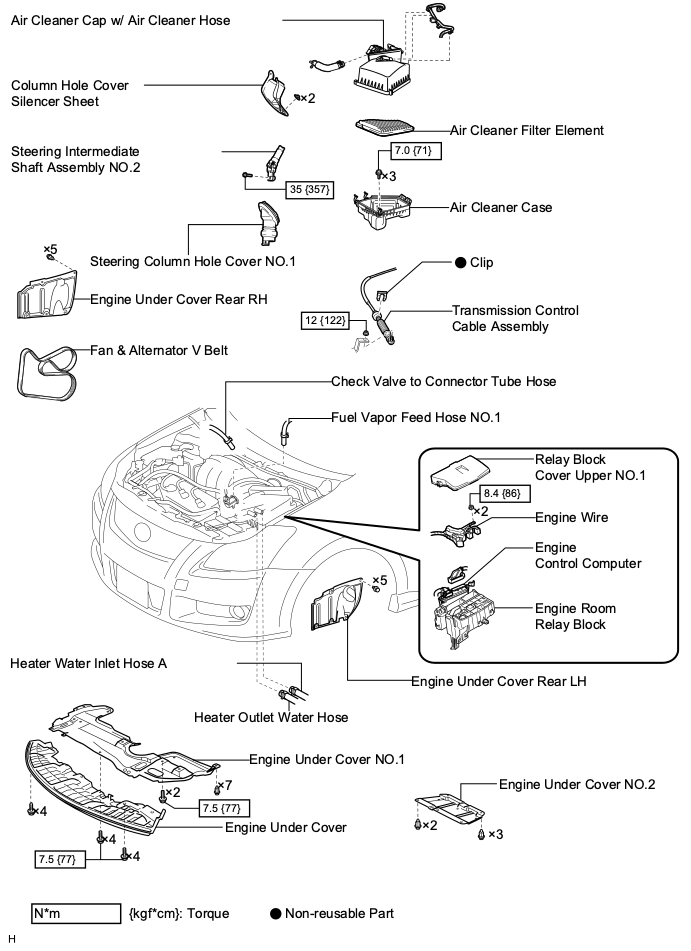 Air Cleaner Cap w/ Air Cleaner Hose
Column Hole Cover
Silencer Sheet
×2
Air Cleaner Filter Element
Steering Intermediate
Shaft Assembly NO.2
7.0 {71}
×3
35 {357}
Air Cleaner Case
×5
Steering Column Hole Cover NO.1
● Clip
Engine Under Cover Rear RH
Transmission Control
Cable Assembly
12 {122}
Fan & Alternator V Belt
Check Valve to Connector Tube Hose
Fuel Vapor Feed Hose NO.1
Relay Block
Cover Upper NO.1
8.4 {86}
×2
Engine Wire
Engine
Control Computer
×5
Engine Room
Relay Block
Heater Water Inlet Hose A
Engine Under Cover Rear LH
Heater Outlet Water Hose
Engine Under Cover NO.1
×7
×2
7.5 {77}
Engine Under Cover NO.2
×4
Engine Under Cover
×2
×3
×4
×4
7.5 {77}
N*m
{kgf*cm}: Torque
● Non-reusable Part
H